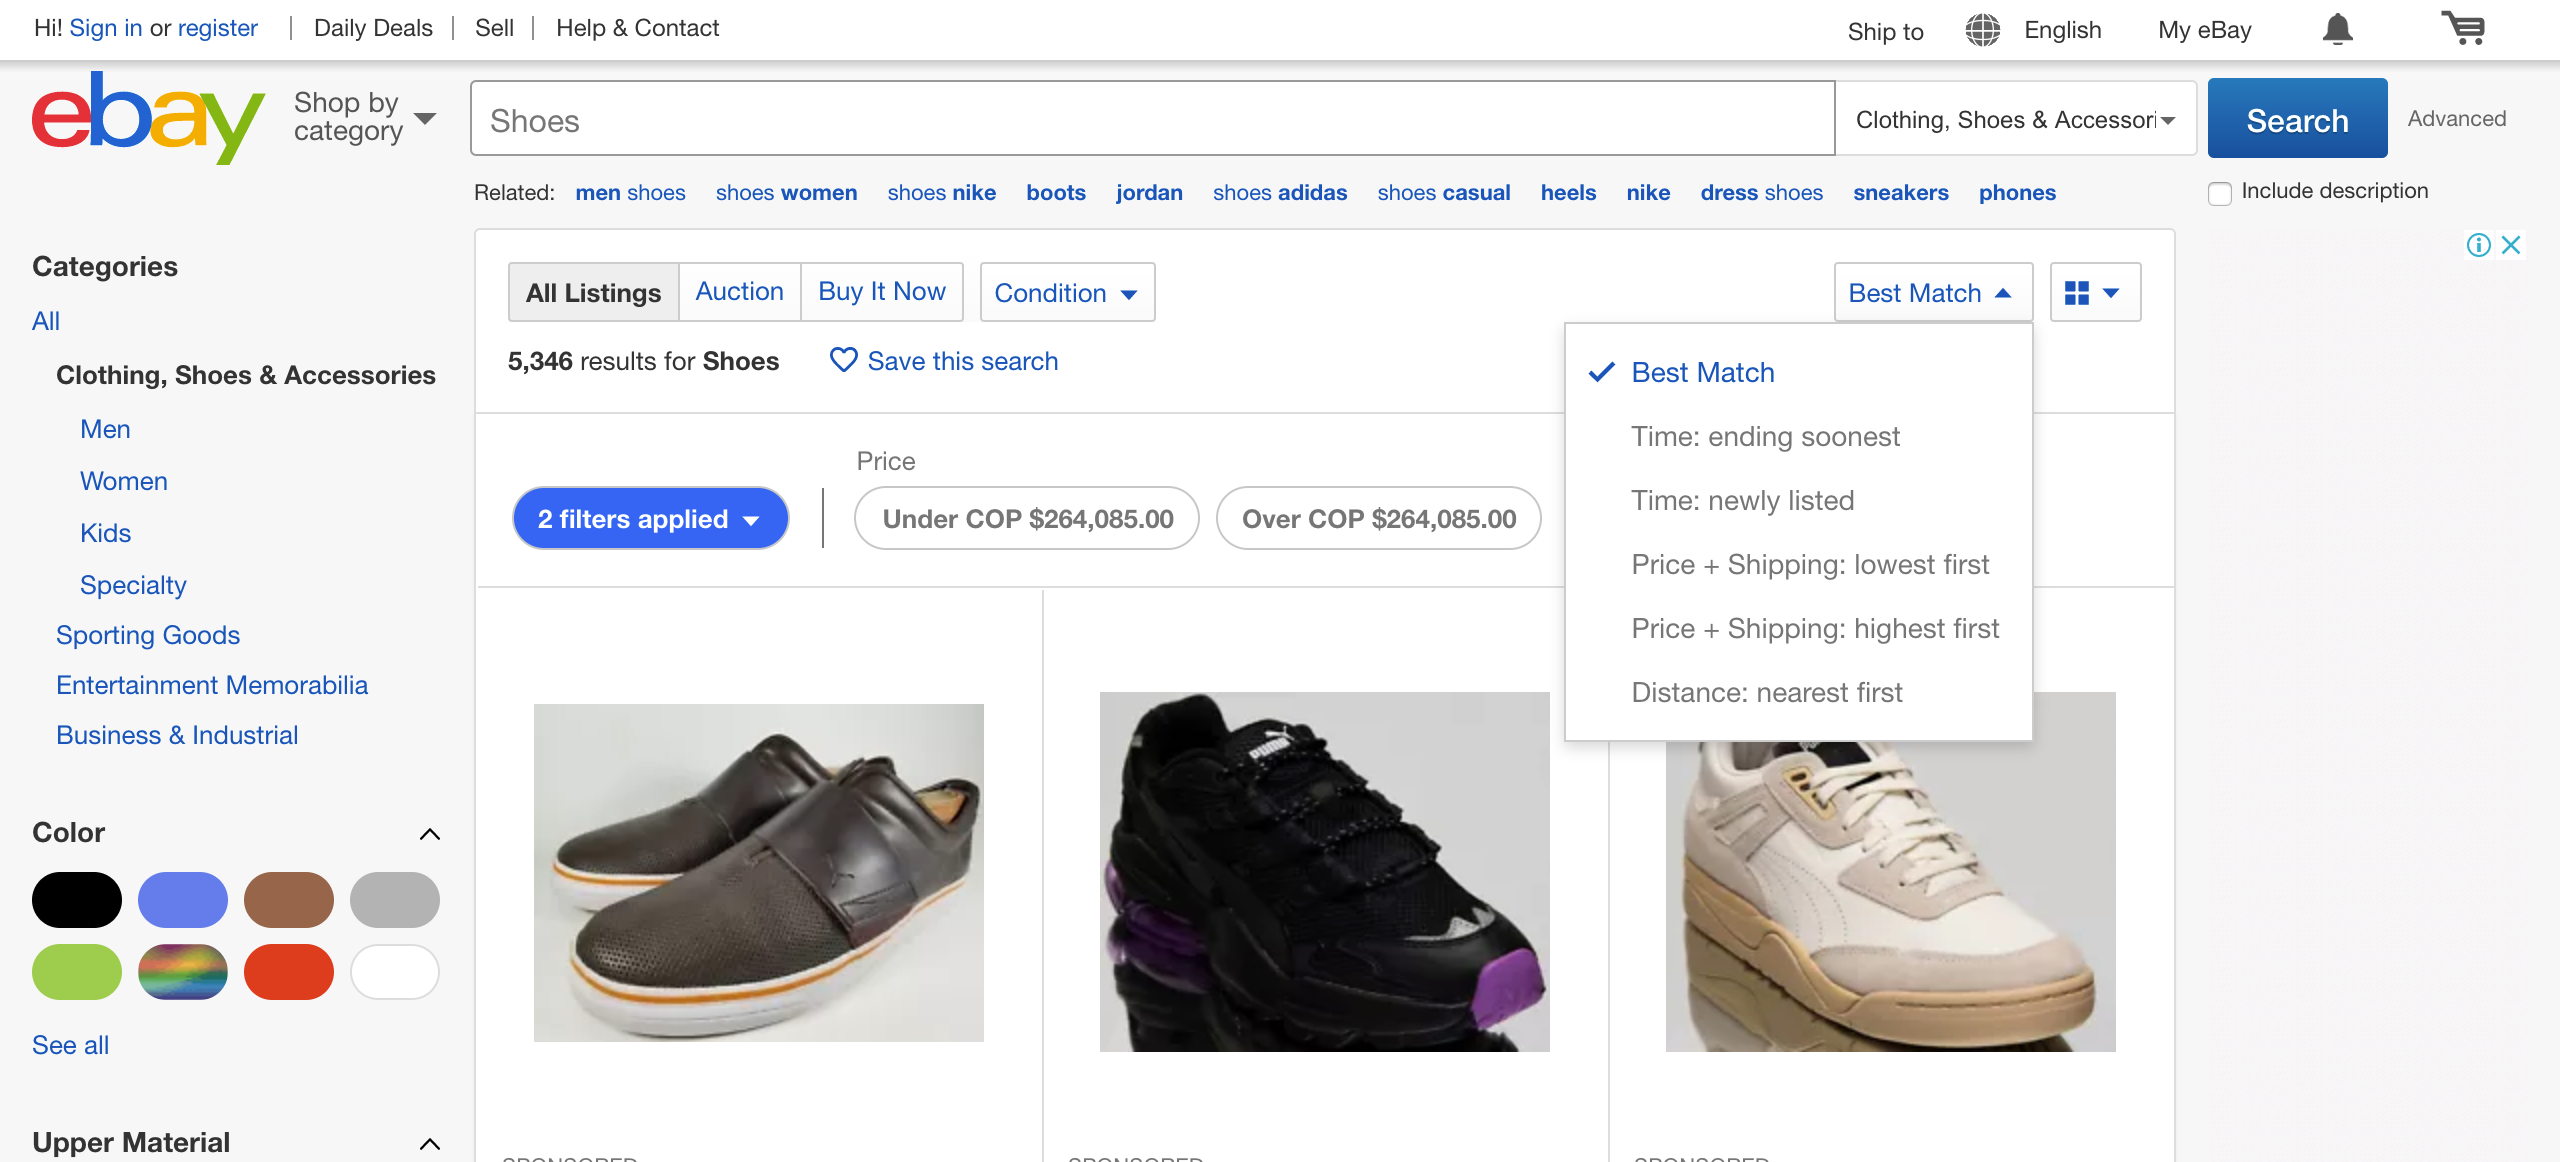 Hi! Sign in or register | Daily Deals | Sell | Help & Contact
Ship to English My eBay
ebay
Shop by
category
Shoes
Clothing, Shoes & Accessori
Search
Advanced
Related: men shoes shoes women shoes nike boots jordan shoes adidas shoes casual heels nike dress shoes sneakers phones
Include description
Categories
All
Clothing, Shoes & Accessories
Men
Women
Kids
Specialty
Sporting Goods
Entertainment Memorabilia
Business & Industrial
Color
See all
Upper Material
All Listings Auction Buy It Now Condition
Best Match
5,346 results for Shoes Save this search
Best Match
Time: ending soonest
Time: newly listed
Price + Shipping: lowest first
Price + Shipping: highest first
Distance: nearest first
Price
2 filters applied
Under COP $264,085.00
Over COP $264,085.00
PUMA
SPONSORED
SPONSORED
SPONSORED